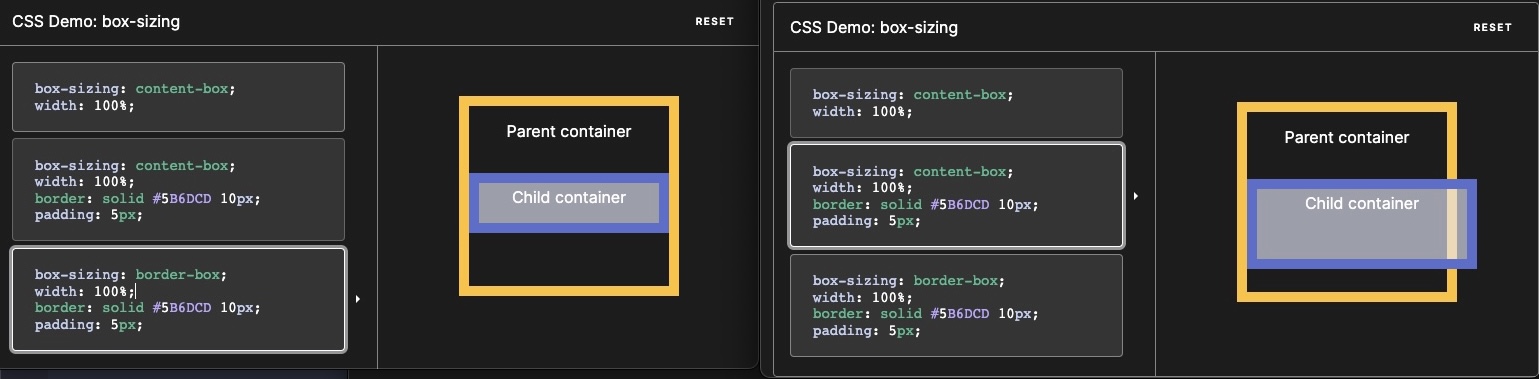 CSS Demo: box-sizing
RESET
box-sizing: content-box;
width: 100%;
box-sizing: content-box;
width: 100%;
border: solid #5B6DCD 10px;
padding: 5px;
box-sizing: border-box;
width: 100%;
border: solid #5B6DCD 10px;
padding: 5px;
Parent container
Child container
CSS Demo: box-sizing
RESET
box-sizing: content-box;
width: 100%;
box-sizing: content-box;
width: 100%;
border: solid #5B6DCD 10px;
padding: 5px;
box-sizing: border-box;
width: 100%;
border: solid #5B6DCD 10px;
padding: 5px;
Parent container
Child container